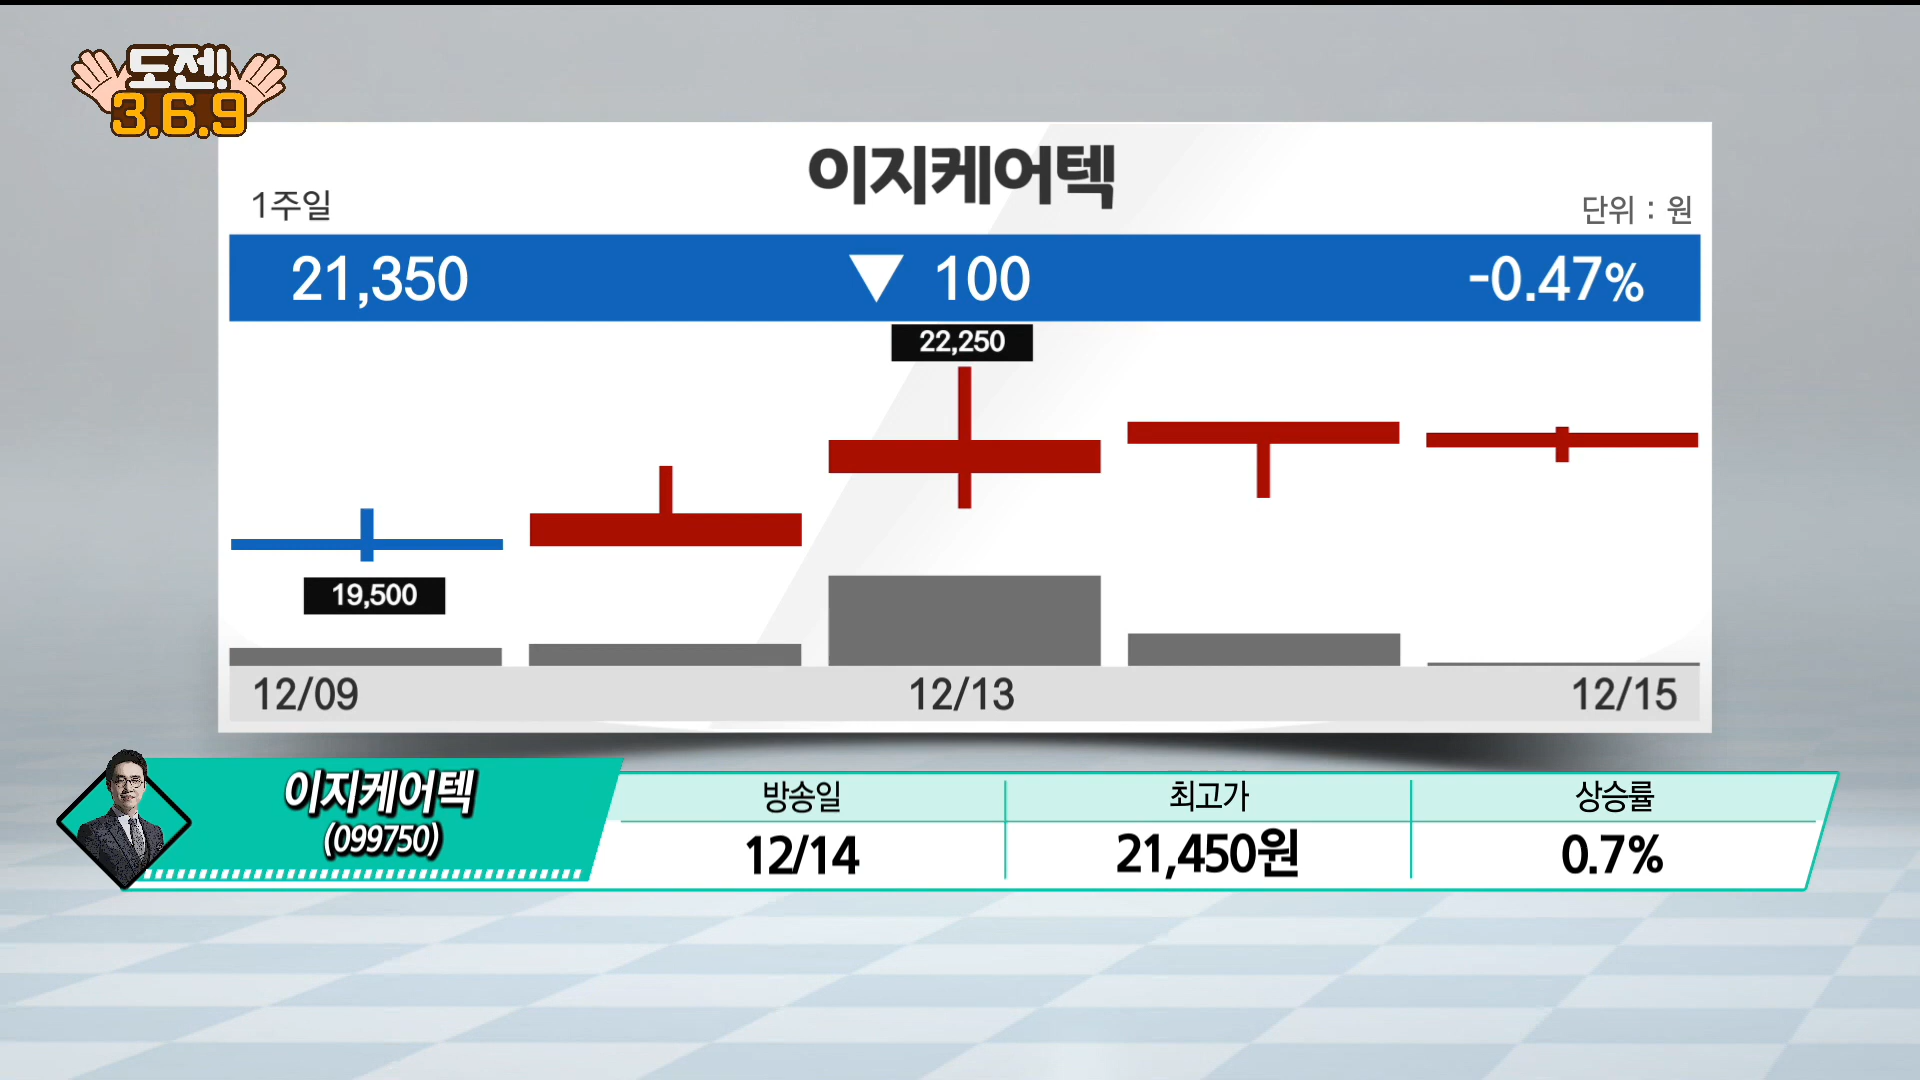 도젠!
3.6.9
이지케어텍
1주일
단위 : 원
21,350 ▼ 100 -0.47%
22,250
19,500
12/09 12/13 12/15
이지케어텍
(099750)
방송일 최고가 상승률
12/14 21,450원 0.7%